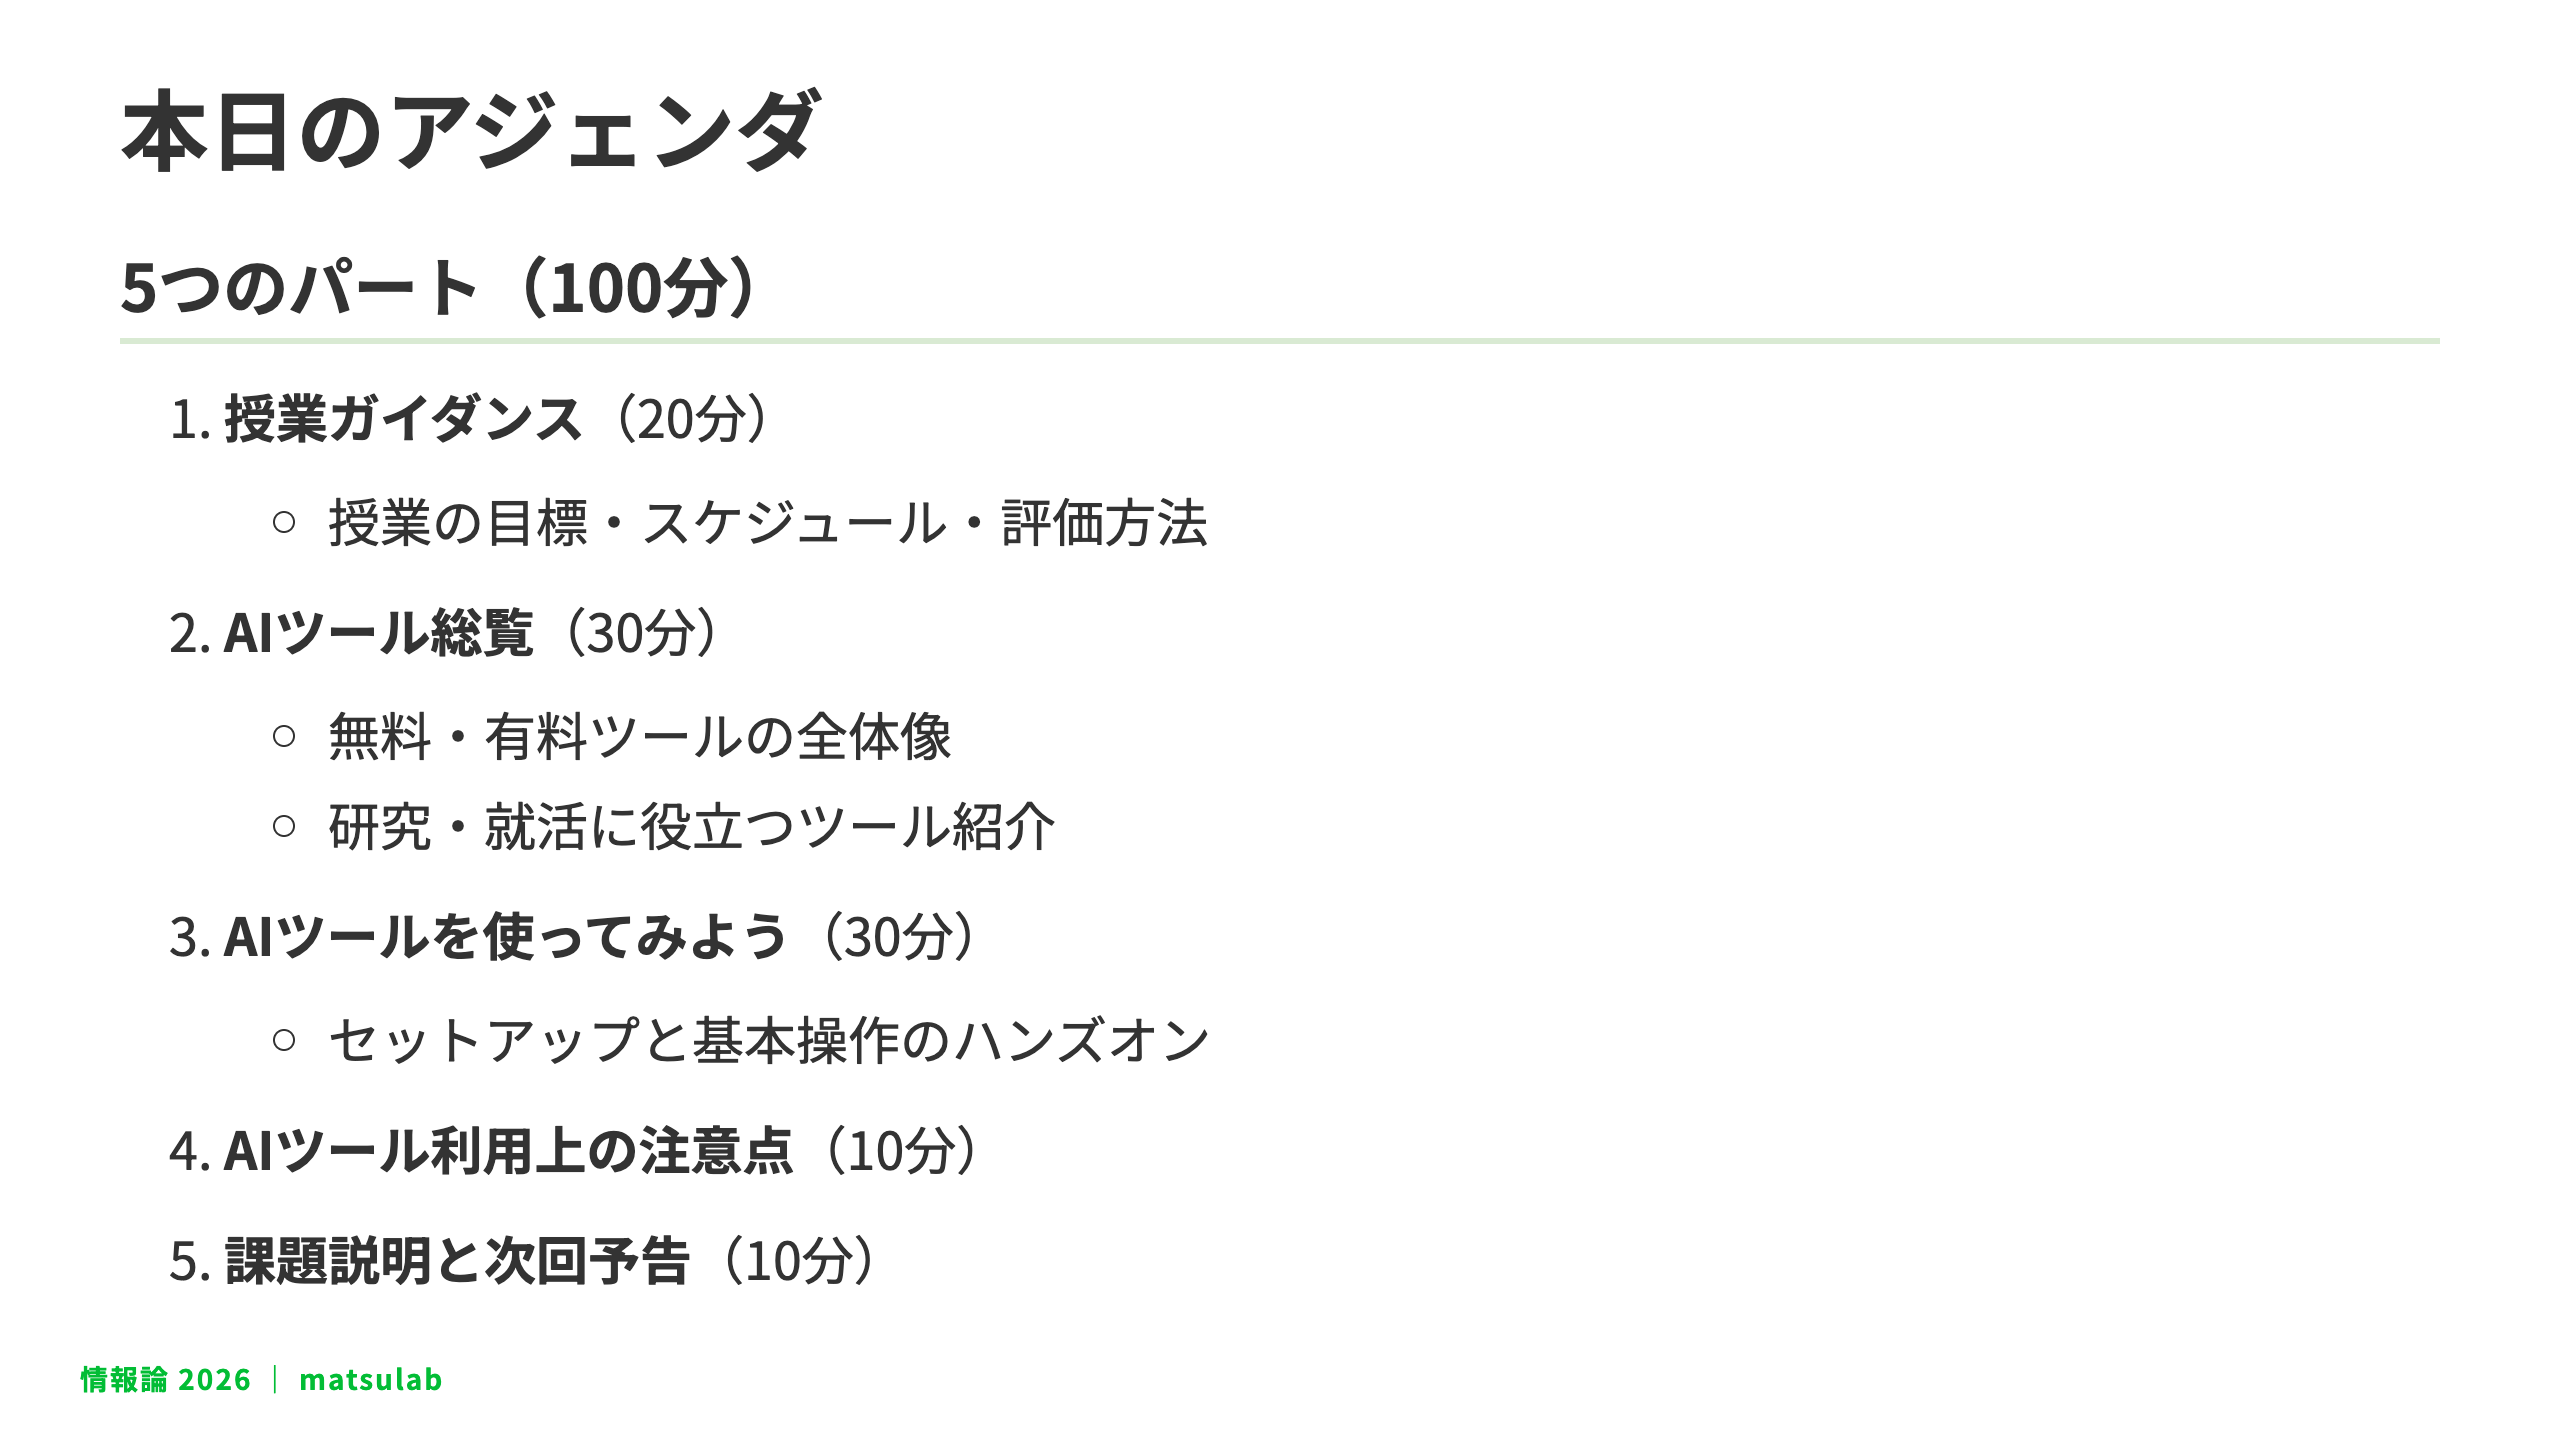 本日のアジェンダ
5つのパート（100分）
1. 授業ガイダンス（20分）
○ 授業の目標・スケジュール・評価方法
2. AIツール総覧（30分）
○ 無料・有料ツールの全体像
○ 研究・就活に役立つツール紹介
3. AIツールを使ってみよう（30分）
○ セットアップと基本操作のハンズオン
4. AIツール利用上の注意点（10分）
5. 課題説明と次回予告（10分）
情報論 2026 ｜ matsulab